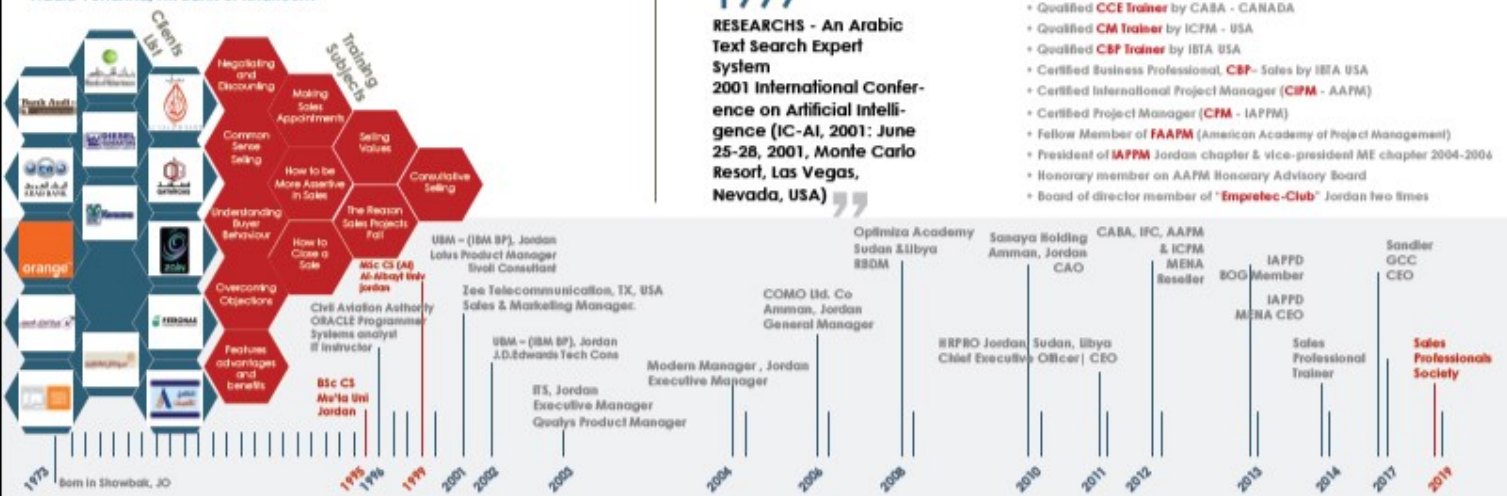 RESEARCHS - An Arabic
Text Search Expert
System
2001 International Confer-
ence on Artificial Intelli-
gence (IC-AI, 2001: June
25-28, 2001, Monte Carlo
Resort, Las Vegas,
Nevada, USA)
• Qualified CCE Trainer by CABA - CANADA
• Qualified CM Trainer by ICPM - USA
• Qualified CBP Trainer by IBTA USA
• Certified Business Professional, CBP– Sales by IBTA USA
• Certified International Project Manager (CIPM - AAPM)
• Certified Project Manager (CPM - IAPPM)
• Fellow Member of FAAPM (American Academy of Project Management)
• President of IAPPM Jordan chapter & vice-president ME chapter 2004-2006
• Honorary member on AAPM Honorary Advisory Board
• Board of director member of "Empretec-Club" Jordan two times
Clients
List
Bank Audi
ARAB BANK
orange
PETRONAS
Training
Subjects
Negotiating
and
Discounting
Making
Sales
Appointments
Common
Sense
Selling
Selling
Values
How to be
More Assertive
in Sales
Consultative
Selling
Understanding
Buyer
Behaviour
The Reason
Sales Projects
Fail
How to
Close a
Sale
Overcoming
Objections
Features
advantages
and
benefits
1973
Born in Showbak, JO
BSc CS
Mu'ta Uni
Jordan
1995
Civil Aviation Authority
ORACLE Programmer
Systems analyst
IT Instructor
1996
MSc CS (AI)
Al-Albayt Univ
jordan
1999
UBM – (IBM BP), Jordan
Lotus Product Manager
Tivoli Consultant
Zee Telecommunication, TX, USA
Sales & Marketing Manager.
2001
UBM – (IBM BP), Jordan
J.D.Edwards Tech Cons
2002
ITS, Jordan
Executive Manager
Qualys Product Manager
2003
Modern Manager , Jordan
Executive Manager
2004
COMO Ltd. Co
Amman, Jordan
General Manager
2006
Optimiza Academy
Sudan &Libya
RBDM
2008
Sanaya Holding
Amman, Jordan
CAO
2010
HRPRO Jordan, Sudan, Libya
Chief Executive Officer| CEO
2011
CABA, IFC, AAPM
& ICPM
MENA
Reseller
2012
IAPPD
BOG Member
IAPPD
MENA CEO
2013
Sales
Professional
Trainer
2014
Sandler
GCC
CEO
2017
Sales
Professionals
Society
2019